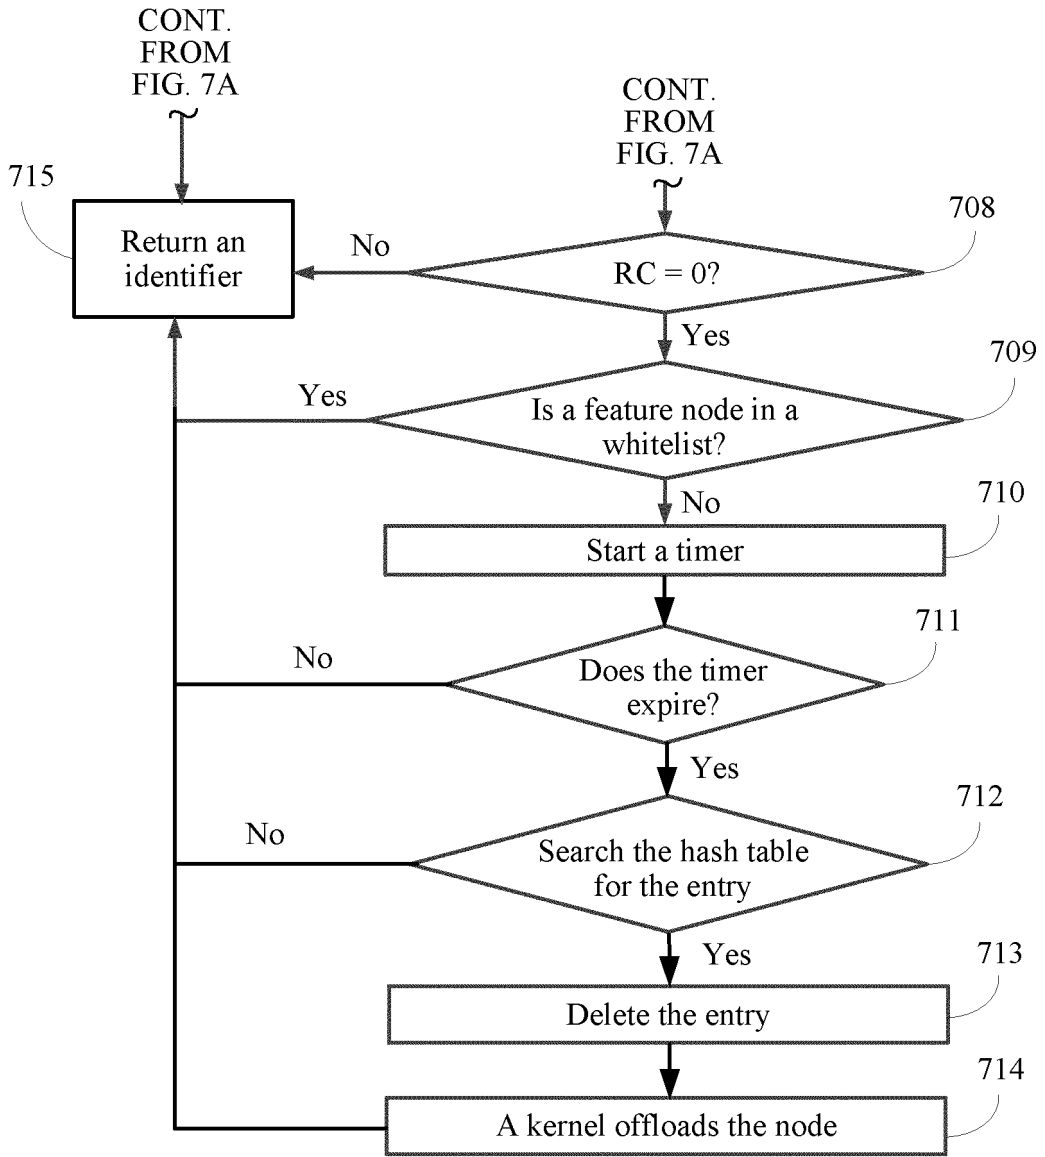 CONT.
FROM
FIG. 7A
CONT.
FROM
FIG. 7A
715
708
Return an
identifier
No
RC = 0?
Yes
709
Yes
Is a feature node in a
whitelist?
No
710
Start a timer
711
No
Does the timer
expire?
Yes
712
No
Search the hash table
for the entry
Yes
713
Delete the entry
714
A kernel offloads the node